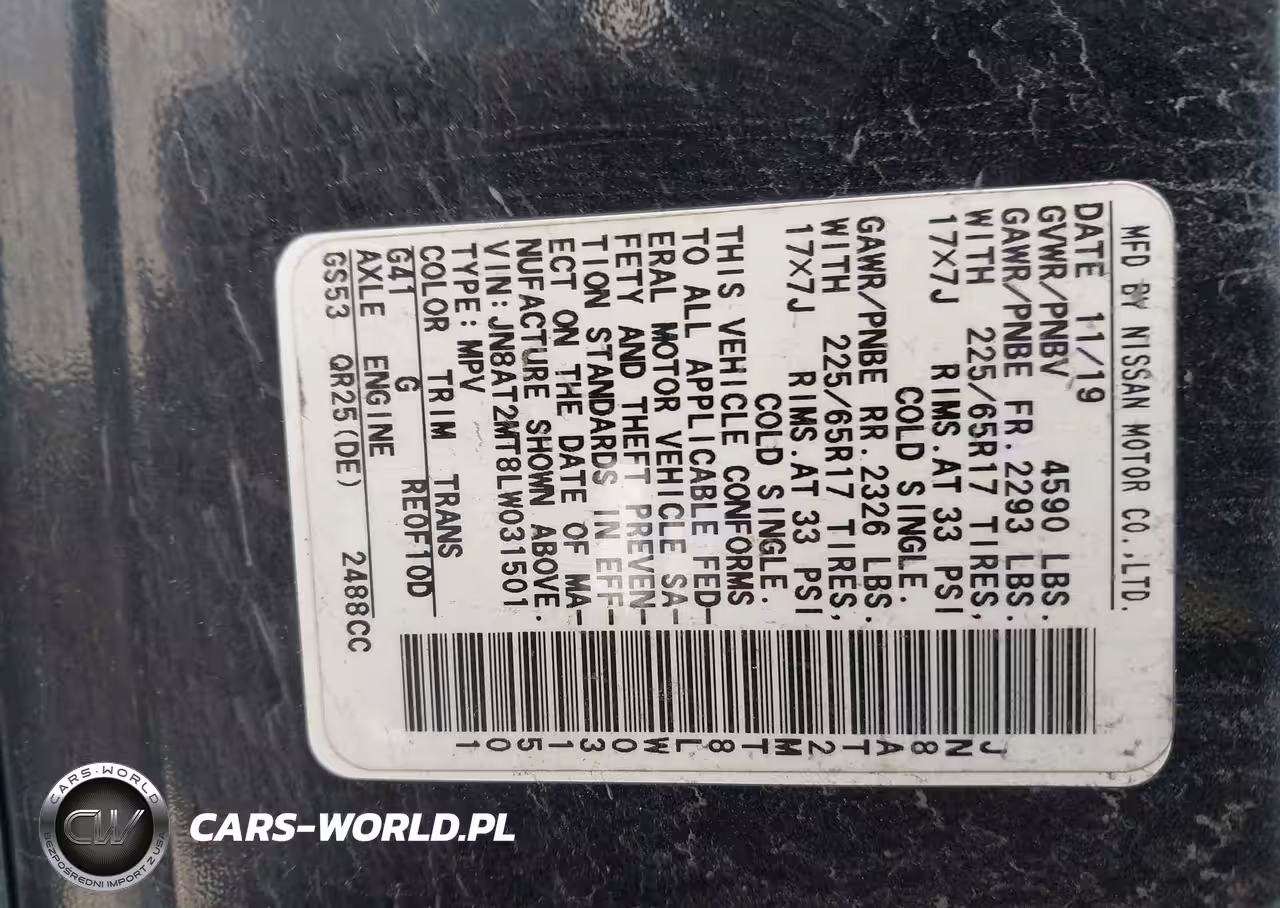 MFD BY NISSAN MOTOR CO.,LTD.
DATE 11/19
GVWR/PNBV 4590 LBS.
GAWR/PNBE FR. 2293 LBS.
WITH 225/65R17 TIRES,
17X7J RIMS.AT 33 PSI
COLD SINGLE.
GAWR/PNBE RR. 2326 LBS.
WITH 225/65R17 TIRES,
17X7J RIMS.AT 33 PSI
COLD SINGLE.
THIS VEHICLE CONFORMS
TO ALL APPLICABLE FED-
ERAL MOTOR VEHICLE SA-
FETY AND THEFT PREVEN-
TION STANDARDS IN EFF-
ECT ON THE DATE OF MA-
NUFACTURE SHOWN ABOVE.
VIN:JN8AT2MT8LW031501
TYPE:MPV
COLOR TRIM TRANS
G41 G RE0F10D
AXLE ENGINE
GS53 QR25(DE) 2488CC
JN8AT2MT8LW031501
CARS-WORLD
CW
BEZPOŚREDNI IMPORT Z USA
CARS-WORLD.PL